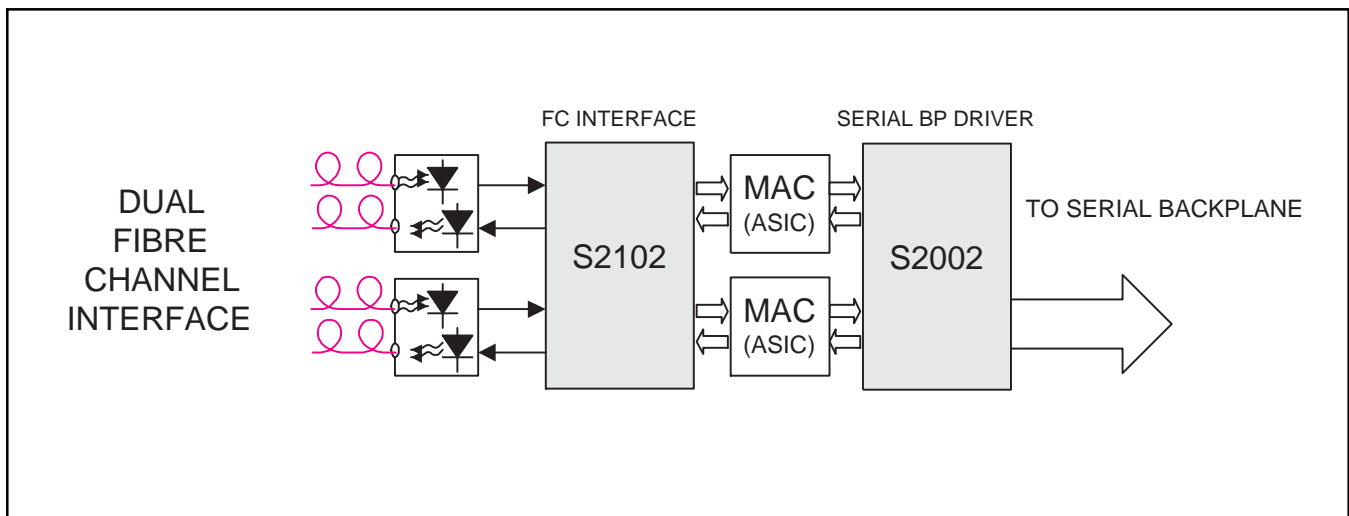 DUAL
FIBRE
CHANNEL
INTERFACE
FC INTERFACE
S2102
MAC
(ASIC)
MAC
(ASIC)
SERIAL BP DRIVER
S2002
TO SERIAL BACKPLANE